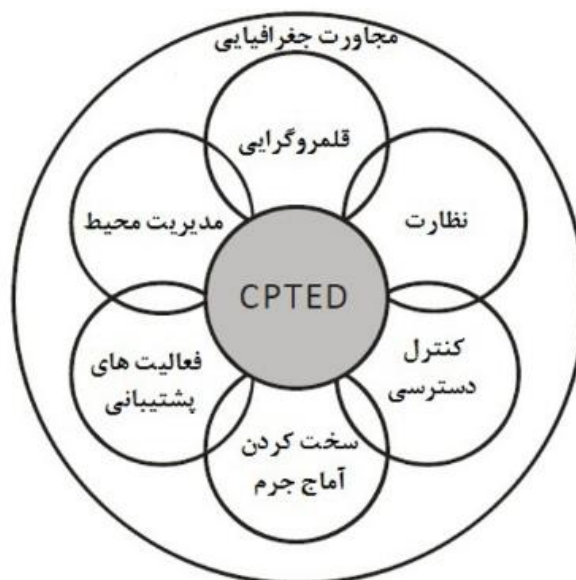 مجاورت جغرافیایی
قلمروگرایی
مدیریت محیط
نظارت
CPTED
فعالیت های
پشتیبانی
کنترل
دسترسی
سخت کردن
آماج جرم